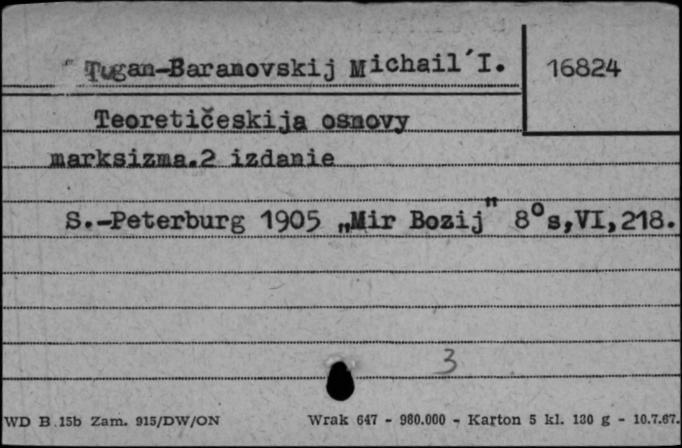 Tugan-Baranovskij Michail I.
16824
Teoretičeskija osnovy
marksizma.2 izdanie
S.-Peterburg 1905 „Mir Bozij" 8° s,VI,218.
3
WD B 15b Zam. 915/DW/ON Wrak 647 - 980.000 - Karton 5 kl. 130 g - 10.7.67.